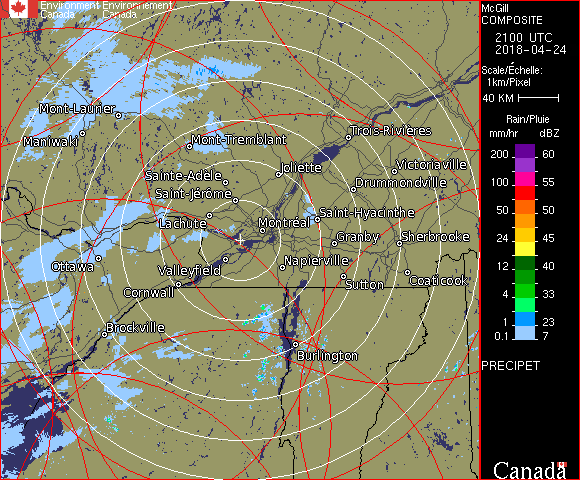 Environment Environnement
Canada Canada
McGill
COMPOSITE
2100 UTC
2018-04-24
Scale/Échelle:
1km/Pixel
40 KM
Rain/Pluie
mm/hr dBZ
200 60
55
100 55
50 50
24 45
12 40
4 33
1 23
0.1 7
PRECIPET
Canada
Mont-Laurier
Maniwaki
Mont-Tremblant
Trois-Rivières
Sainte-Adèle
Joliette
Victoriaville
Saint-Jérôme
Drummondville
Lachute
Montréal
Saint-Hyacinthe
Granby
Sherbrooke
Ottawa
Valleyfield
Napierville
Cornwall
Sutton
Coaticook
Brockville
Burlington